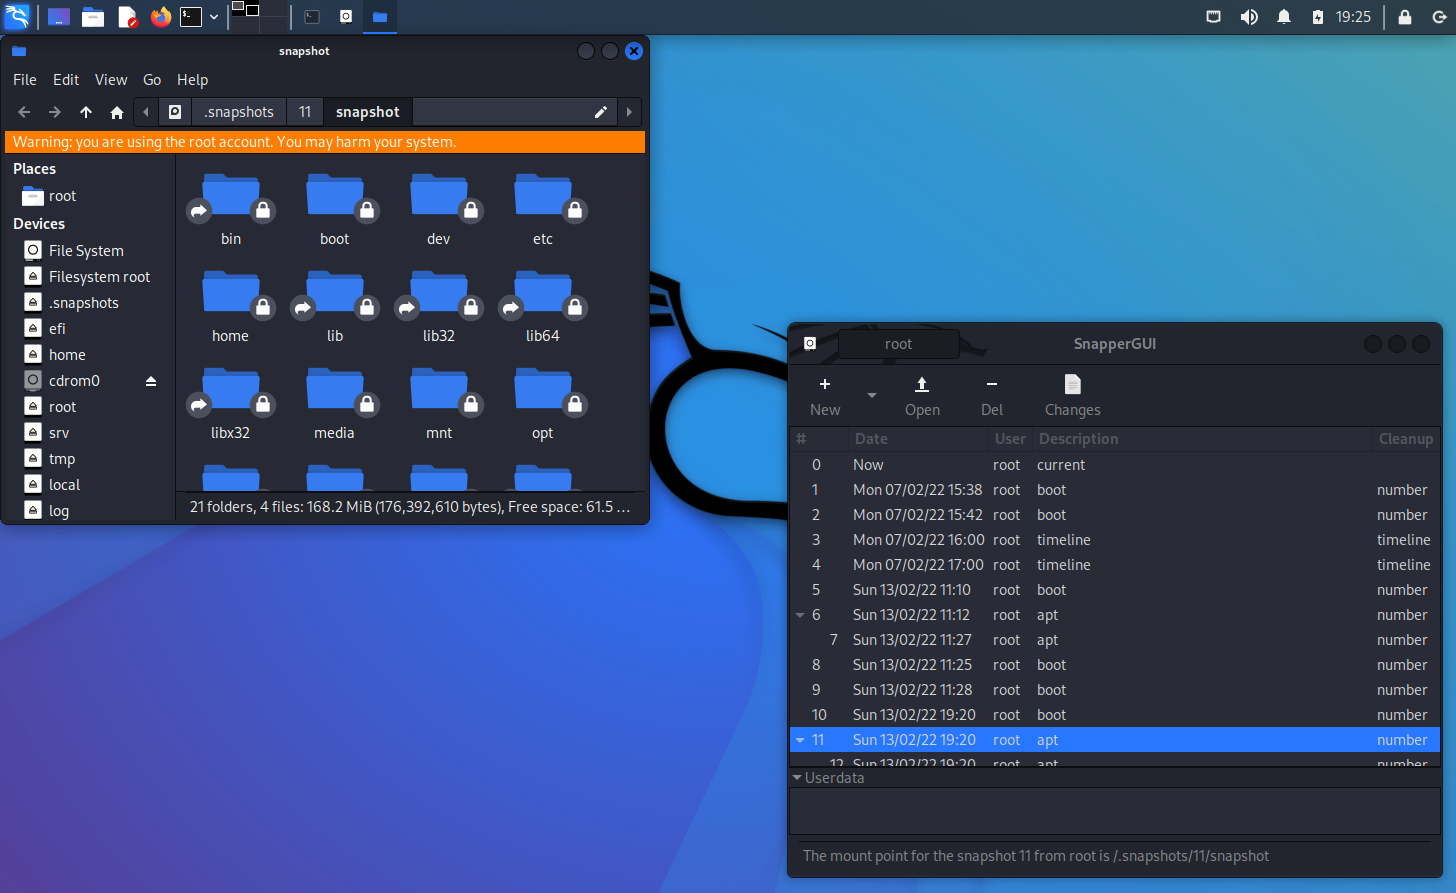 19:25
snapshot
File Edit View Go Help
.snapshots 11 snapshot
Warning: you are using the root account. You may harm your system.
Places
root
Devices
File System
Filesystem root
.snapshots
efi
home
cdrom0
root
srv
tmp
local
log
bin boot dev etc
home lib lib32 lib64
libx32 media mnt opt
21 folders, 4 files: 168.2 MiB (176,392,610 bytes), Free space: 61.5 ...
root SnapperGUI
New Open Del Changes
# Date User Description Cleanup
0 Now root current
1 Mon 07/02/22 15:38 root boot number
2 Mon 07/02/22 15:42 root boot number
3 Mon 07/02/22 16:00 root timeline timeline
4 Mon 07/02/22 17:00 root timeline timeline
5 Sun 13/02/22 11:10 root boot number
6 Sun 13/02/22 11:12 root apt number
7 Sun 13/02/22 11:27 root apt number
8 Sun 13/02/22 11:25 root boot number
9 Sun 13/02/22 11:28 root boot number
10 Sun 13/02/22 19:20 root boot number
11 Sun 13/02/22 19:20 root apt number
12 Sun 13/02/22 19:20 root apt number
Userdata
The mount point for the snapshot 11 from root is /.snapshots/11/snapshot